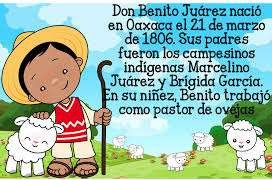 Don Benito Juárez nació
en Oaxaca el 21 de marzo
de 1806. Sus padres
fueron los campesinos
indígenas Marcelino
Juárez y Brígida García.
En su niñez, Benito trabajó
como pastor de ovejas